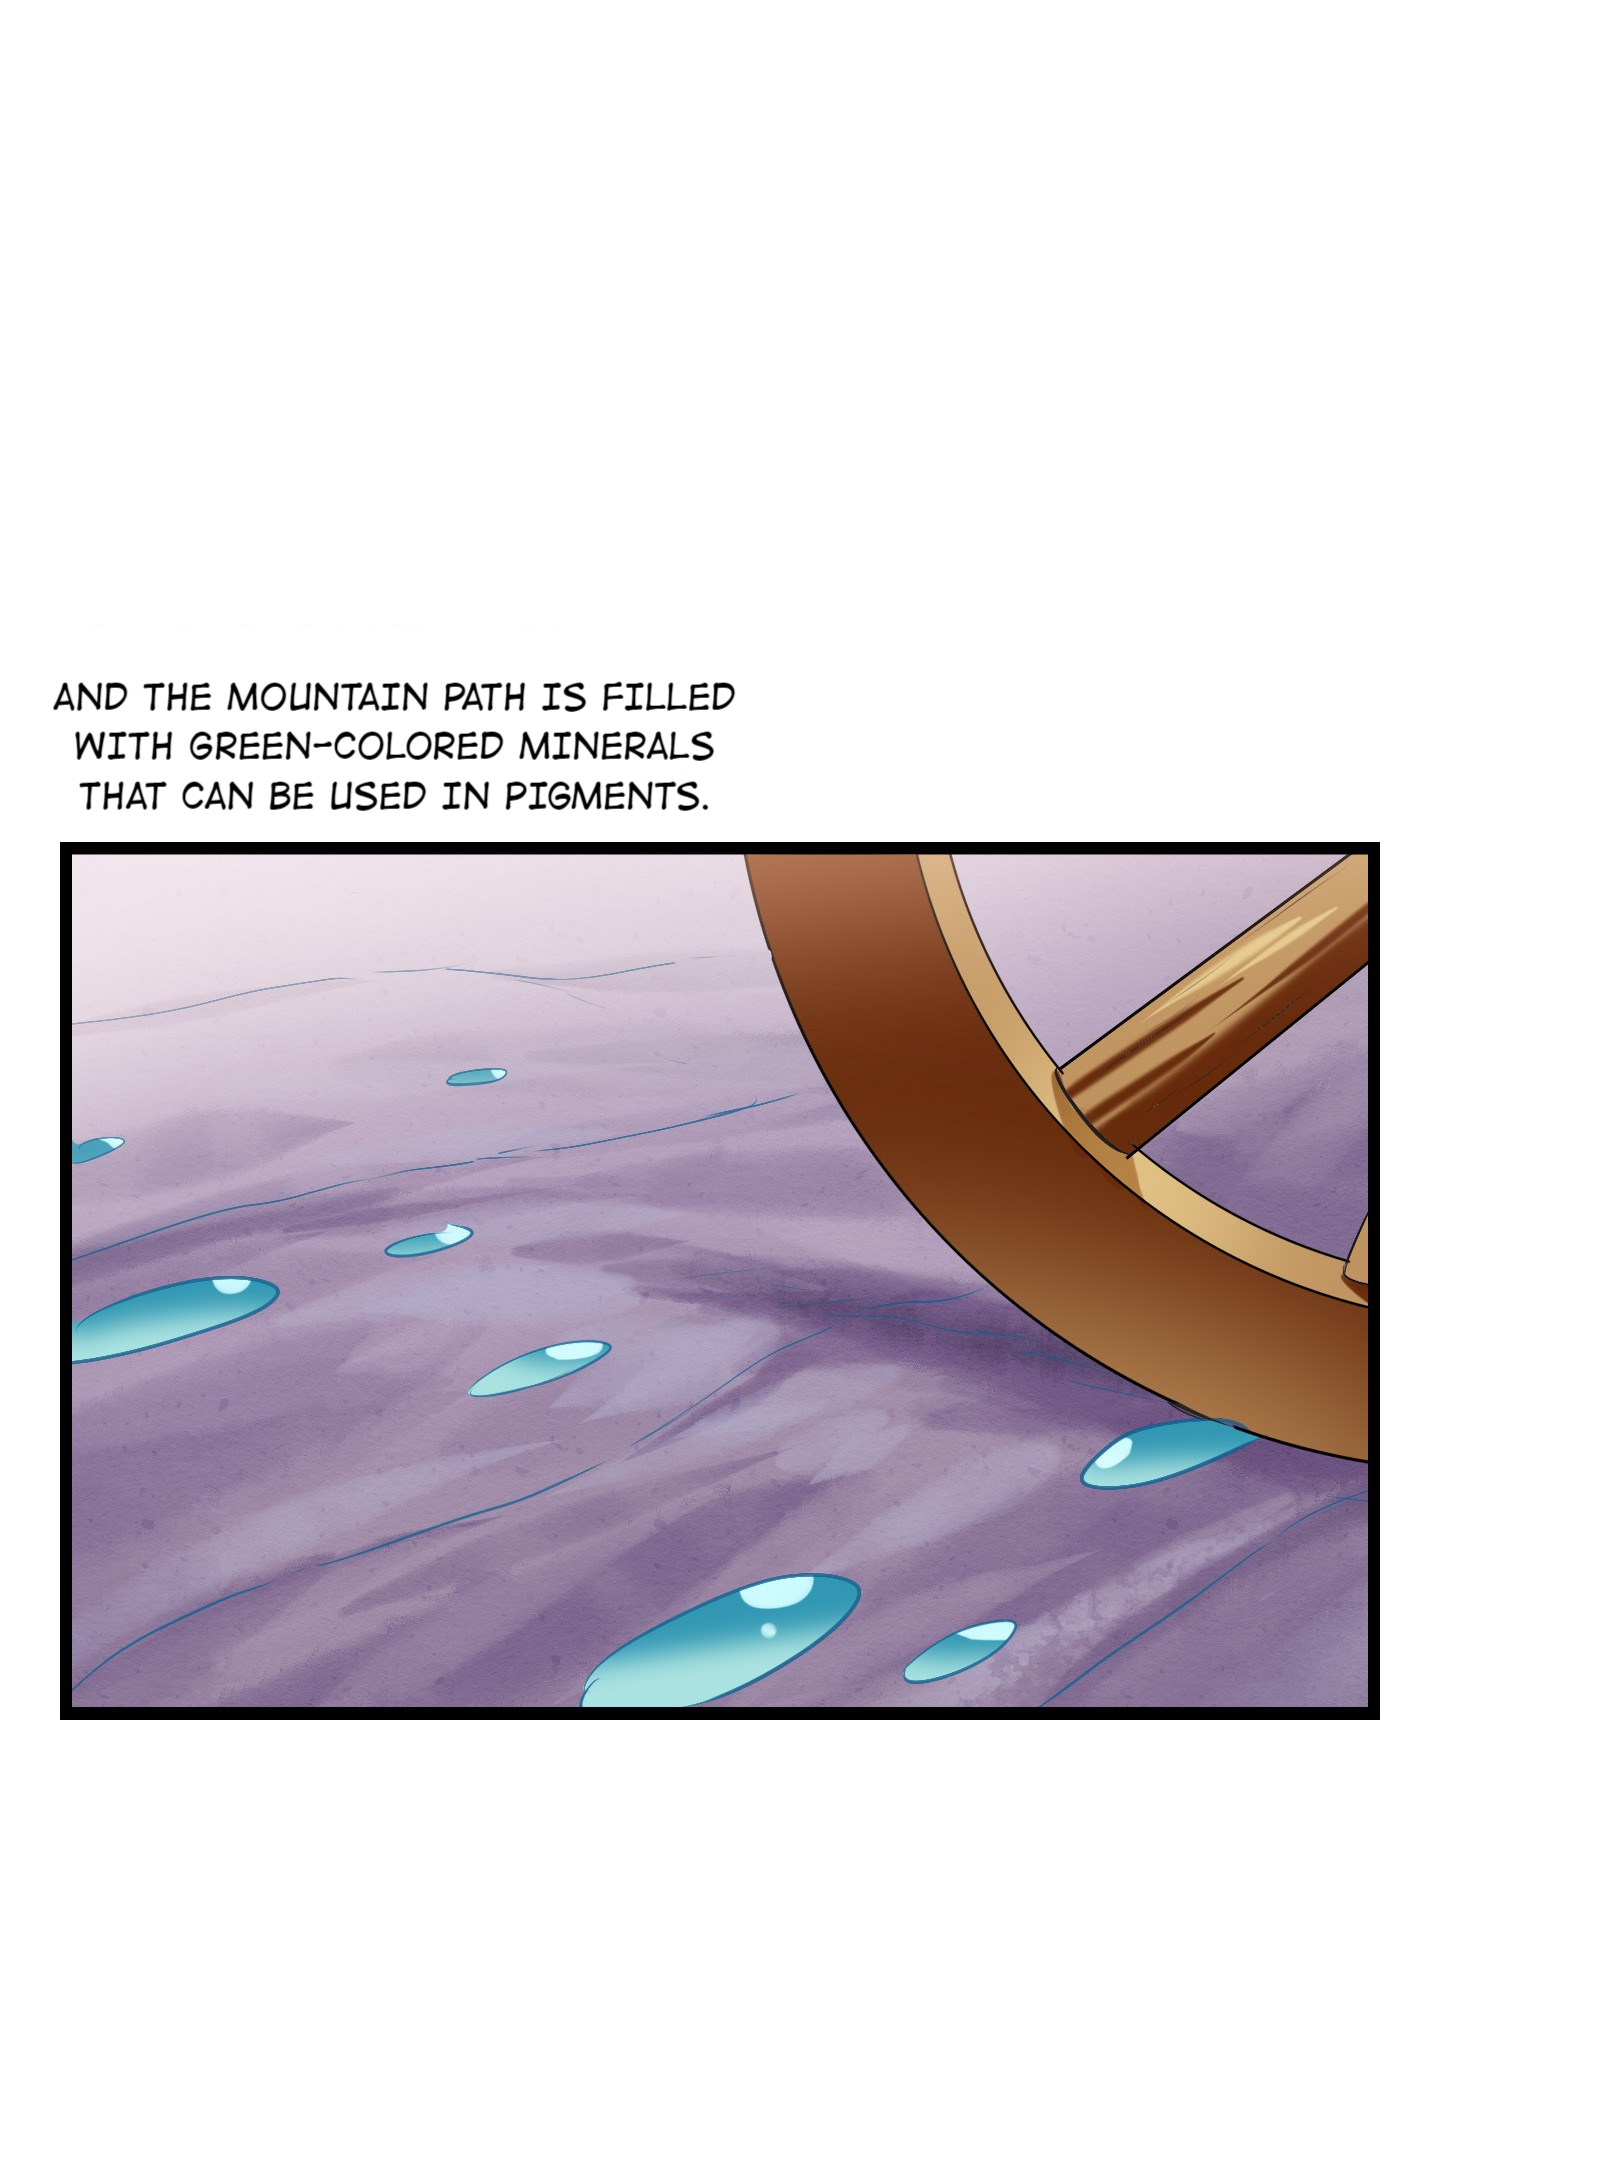 AND THE MOUNTAIN PATH IS FILLED
WITH GREEN-COLORED MINERALS
THAT CAN BE USED IN PIGMENTS.